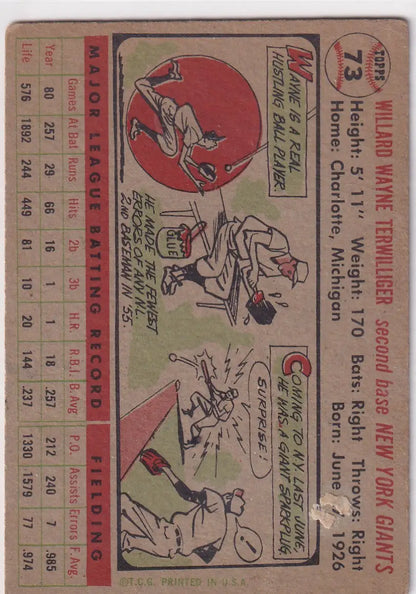 TOPPS
73
WILLARD WAYNE TERWILLIGER second base NEW YORK GIANTS
Height: 5' 11" Weight: 170 Bats: Right Throws: Right
Home: Charlotte, Michigan Born: June 1926
WAYNE IS A REAL
HUSTLING BALL PLAYER.
HE MADE THE FEWEST
ERRORS OF ANY N.L.
2ND BASEMAN IN '55.
GLUE
COMING TO N.Y. LAST JUNE,
HE WAS A GIANT SPARKPLUG.
SURPRISE!
MAJOR LEAGUE BATTING RECORD FIELDING
Games At Bat Runs Hits 2b 3b H.R. R.B.I. B. Avg P.O. Assists Errors F. Avg.
Year 80 257 29 66 16 1 1 18 .257 212 240 7 .985
Life 576 1892 244 449 81 10* 20 144 .237 1330 1579 77 .974
©T.C.G. PRINTED IN U.S.A.